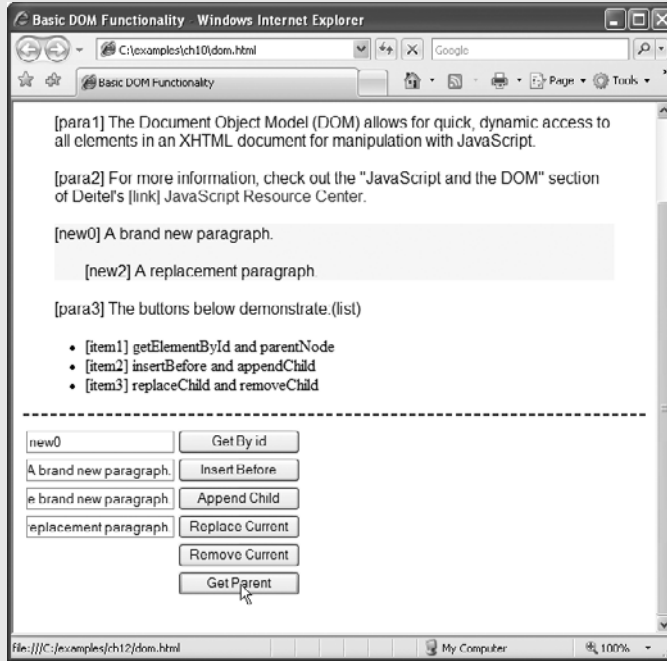 Basic DOM Functionality - Windows Internet Explorer
C:\examples\ch10\dom.html
Google
Basic DOM Functionality
Page
Tools
[para1] The Document Object Model (DOM) allows for quick, dynamic access to
all elements in an XHTML document for manipulation with JavaScript.
[para2] For more information, check out the "JavaScript and the DOM" section
of Deitel's [link] JavaScript Resource Center.
[new0] A brand new paragraph.
[new2] A replacement paragraph.
[para3] The buttons below demonstrate.(list)
• [item1] getElementById and parentNode
• [item2] insertBefore and appendChild
• [item3] replaceChild and removeChild
new0 Get By id
A brand new paragraph. Insert Before
e brand new paragraph. Append Child
replacement paragraph. Replace Current
Remove Current
Get Parent
file:///C:/examples/ch12/dom.html
My Computer
100%